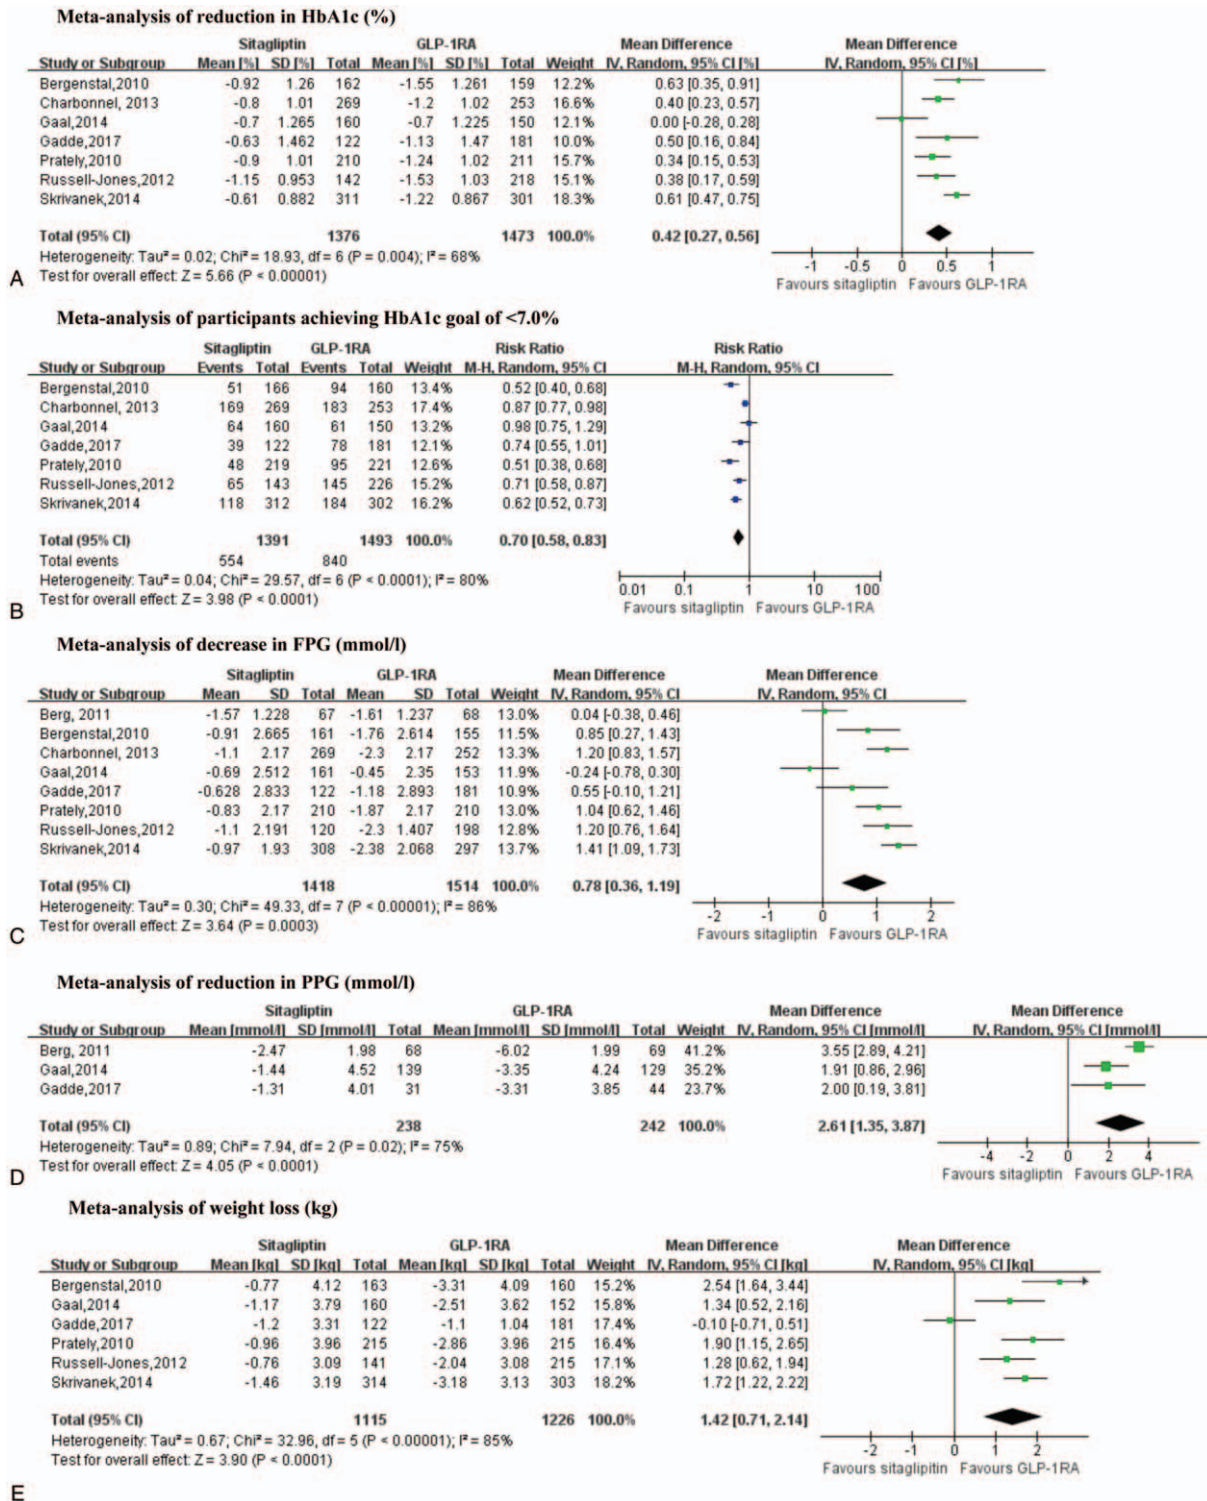 Meta-analysis of reduction in HbA1c (%)
Sitagliptin GLP-1RA Mean Difference Mean Difference
Study or Subgroup Mean [%] SD [%] Total Mean [%] SD [%] Total Weight IV, Random, 95% CI [%] IV, Random, 95% CI [%]
Bergenstal,2010 -0.92 1.26 162 -1.55 1.261 159 12.2% 0.63 [0.35, 0.91]
Charbonnel, 2013 -0.8 1.01 269 -1.2 1.02 253 16.6% 0.40 [0.23, 0.57]
Gaal,2014 -0.7 1.265 160 -0.7 1.225 150 12.1% 0.00 [-0.28, 0.28]
Gadde,2017 -0.63 1.462 122 -1.13 1.47 181 10.0% 0.50 [0.16, 0.84]
Prately,2010 -0.9 1.01 210 -1.24 1.02 211 15.7% 0.34 [0.15, 0.53]
Russell-Jones,2012 -1.15 0.953 142 -1.53 1.03 218 15.1% 0.38 [0.17, 0.59]
Skrivanek,2014 -0.61 0.882 311 -1.22 0.867 301 18.3% 0.61 [0.47, 0.75]
Total (95% CI) 1376 1473 100.0% 0.42 [0.27, 0.56]
Heterogeneity: Tau² = 0.02; Chi² = 18.93, df = 6 (P = 0.004); I² = 68%
Test for overall effect: Z = 5.66 (P < 0.00001)
-1 -0.5 0 0.5 1
Favours sitagliptin Favours GLP-1RA
A
Meta-analysis of participants achieving HbA1c goal of <7.0%
Sitagliptin GLP-1RA Risk Ratio Risk Ratio
Study or Subgroup Events Total Events Total Weight M-H, Random, 95% CI M-H, Random, 95% CI
Bergenstal,2010 51 166 94 160 13.4% 0.52 [0.40, 0.68]
Charbonnel, 2013 169 269 183 253 17.4% 0.87 [0.77, 0.98]
Gaal,2014 64 160 61 150 13.2% 0.98 [0.75, 1.29]
Gadde,2017 39 122 78 181 12.1% 0.74 [0.55, 1.01]
Prately,2010 48 219 95 221 12.6% 0.51 [0.38, 0.68]
Russell-Jones,2012 65 143 145 226 15.2% 0.71 [0.58, 0.87]
Skrivanek,2014 118 312 184 302 16.2% 0.62 [0.52, 0.73]
Total (95% CI) 1391 1493 100.0% 0.70 [0.58, 0.83]
Total events 554 840
Heterogeneity: Tau² = 0.04; Chi² = 29.57, df = 6 (P < 0.0001); I² = 80%
Test for overall effect: Z = 3.98 (P < 0.0001)
0.01 0.1 1 10 100
Favours sitagliptin Favours GLP-1RA
B
Meta-analysis of decrease in FPG (mmol/l)
Sitagliptin GLP-1RA Mean Difference Mean Difference
Study or Subgroup Mean SD Total Mean SD Total Weight IV, Random, 95% CI IV, Random, 95% CI
Berg, 2011 -1.57 1.228 67 -1.61 1.237 68 13.0% 0.04 [-0.38, 0.46]
Bergenstal,2010 -0.91 2.665 161 -1.76 2.614 155 11.5% 0.85 [0.27, 1.43]
Charbonnel, 2013 -1.1 2.17 269 -2.3 2.17 252 13.3% 1.20 [0.83, 1.57]
Gaal,2014 -0.69 2.512 161 -0.45 2.35 153 11.9% -0.24 [-0.78, 0.30]
Gadde,2017 -0.628 2.833 122 -1.18 2.893 181 10.9% 0.55 [-0.10, 1.21]
Prately,2010 -0.83 2.17 210 -1.87 2.17 210 13.0% 1.04 [0.62, 1.46]
Russell-Jones,2012 -1.1 2.191 120 -2.3 1.407 198 12.8% 1.20 [0.76, 1.64]
Skrivanek,2014 -0.97 1.93 308 -2.38 2.068 297 13.7% 1.41 [1.09, 1.73]
Total (95% CI) 1418 1514 100.0% 0.78 [0.36, 1.19]
Heterogeneity: Tau² = 0.30; Chi² = 49.33, df = 7 (P < 0.00001); I² = 86%
Test for overall effect: Z = 3.64 (P = 0.0003)
-2 -1 0 1 2
Favours sitagliptin Favours GLP-1RA
C
Meta-analysis of reduction in PPG (mmol/l)
Sitagliptin GLP-1RA Mean Difference Mean Difference
Study or Subgroup Mean [mmol/l] SD [mmol/l] Total Mean [mmol/l] SD [mmol/l] Total Weight IV, Random, 95% CI [mmol/l] IV, Random, 95% CI [mmol/l]
Berg, 2011 -2.47 1.98 68 -6.02 1.99 69 41.2% 3.55 [2.89, 4.21]
Gaal,2014 -1.44 4.52 139 -3.35 4.24 129 35.2% 1.91 [0.86, 2.96]
Gadde,2017 -1.31 4.01 31 -3.31 3.85 44 23.7% 2.00 [0.19, 3.81]
Total (95% CI) 238 242 100.0% 2.61 [1.35, 3.87]
Heterogeneity: Tau² = 0.89; Chi² = 7.94, df = 2 (P = 0.02); I² = 75%
Test for overall effect: Z = 4.05 (P < 0.0001)
-4 -2 0 2 4
Favours sitagliptin Favours GLP-1RA
D
Meta-analysis of weight loss (kg)
Sitagliptin GLP-1RA Mean Difference Mean Difference
Study or Subgroup Mean [kg] SD [kg] Total Mean [kg] SD [kg] Total Weight IV, Random, 95% CI [kg] IV, Random, 95% CI [kg]
Bergenstal,2010 -0.77 4.12 163 -3.31 4.09 160 15.2% 2.54 [1.64, 3.44]
Gaal,2014 -1.17 3.79 160 -2.51 3.62 152 15.8% 1.34 [0.52, 2.16]
Gadde,2017 -1.2 3.31 122 -1.1 1.04 181 17.4% -0.10 [-0.71, 0.51]
Prately,2010 -0.96 3.96 215 -2.86 3.96 215 16.4% 1.90 [1.15, 2.65]
Russell-Jones,2012 -0.76 3.09 141 -2.04 3.08 215 17.1% 1.28 [0.62, 1.94]
Skrivanek,2014 -1.46 3.19 314 -3.18 3.13 303 18.2% 1.72 [1.22, 2.22]
Total (95% CI) 1115 1226 100.0% 1.42 [0.71, 2.14]
Heterogeneity: Tau² = 0.67; Chi² = 32.96, df = 5 (P < 0.00001); I² = 85%
Test for overall effect: Z = 3.90 (P < 0.0001)
-2 -1 0 1 2
Favours sitagliptin Favours GLP-1RA
E